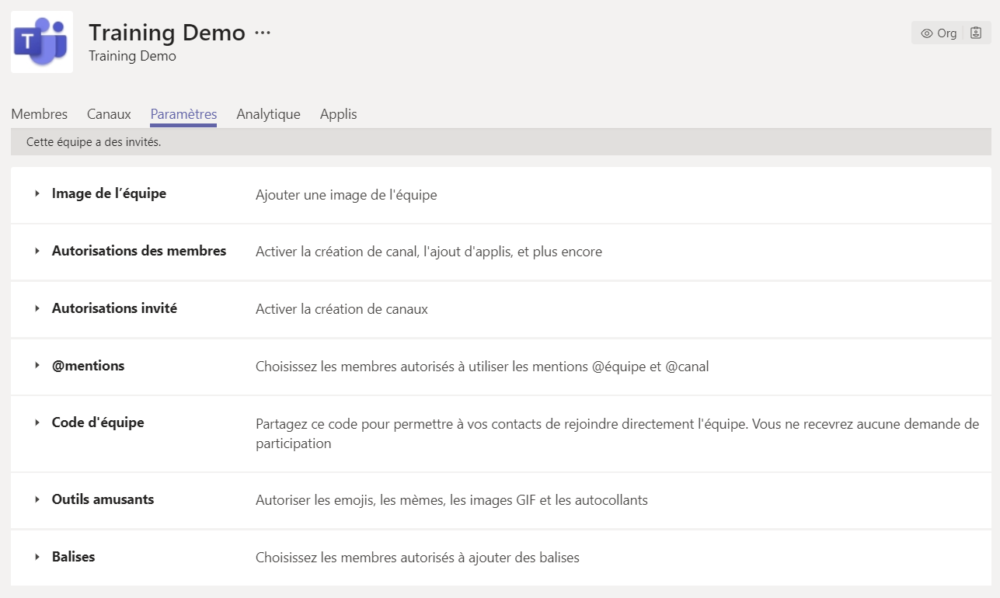 T
Training Demo ...
Training Demo
Org
Membres Canaux Paramètres Analytique Applis
Cette équipe a des invités.
Image de l’équipe Ajouter une image de l'équipe
Autorisations des membres Activer la création de canal, l'ajout d'applis, et plus encore
Autorisations invité Activer la création de canaux
@mentions Choisissez les membres autorisés à utiliser les mentions @équipe et @canal
Code d'équipe Partagez ce code pour permettre à vos contacts de rejoindre directement l'équipe. Vous ne recevrez aucune demande de
participation
Outils amusants Autoriser les emojis, les mèmes, les images GIF et les autocollants
Balises Choisissez les membres autorisés à ajouter des balises